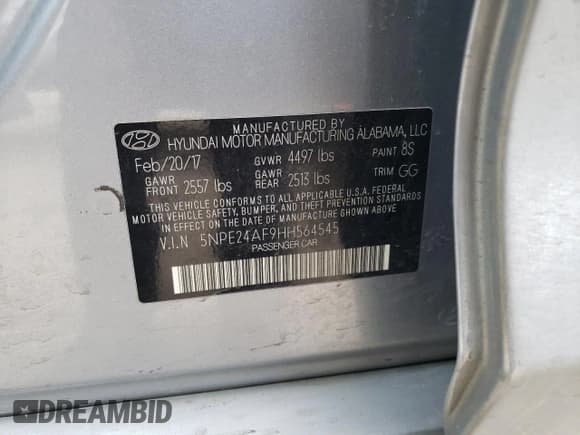 MANUFACTURED BY
HYUNDAI MOTOR MANUFACTURING ALABAMA, LLC
Feb/20/17 GVWR 4497 lbs PAINT 8S
GAWR FRONT 2557 lbs GAWR REAR 2513 lbs TRIM GG
THIS VEHICLE CONFORMS TO ALL APPLICABLE U.S.A. FEDERAL
MOTOR VEHICLE SAFETY, BUMPER, AND THEFT PREVENTION STANDARDS
IN EFFECT ON THE DATE OF MANUFACTURE SHOWN ABOVE.
V.I.N 5NPE24AF9HH564545
PASSENGER CAR
DREAMBID